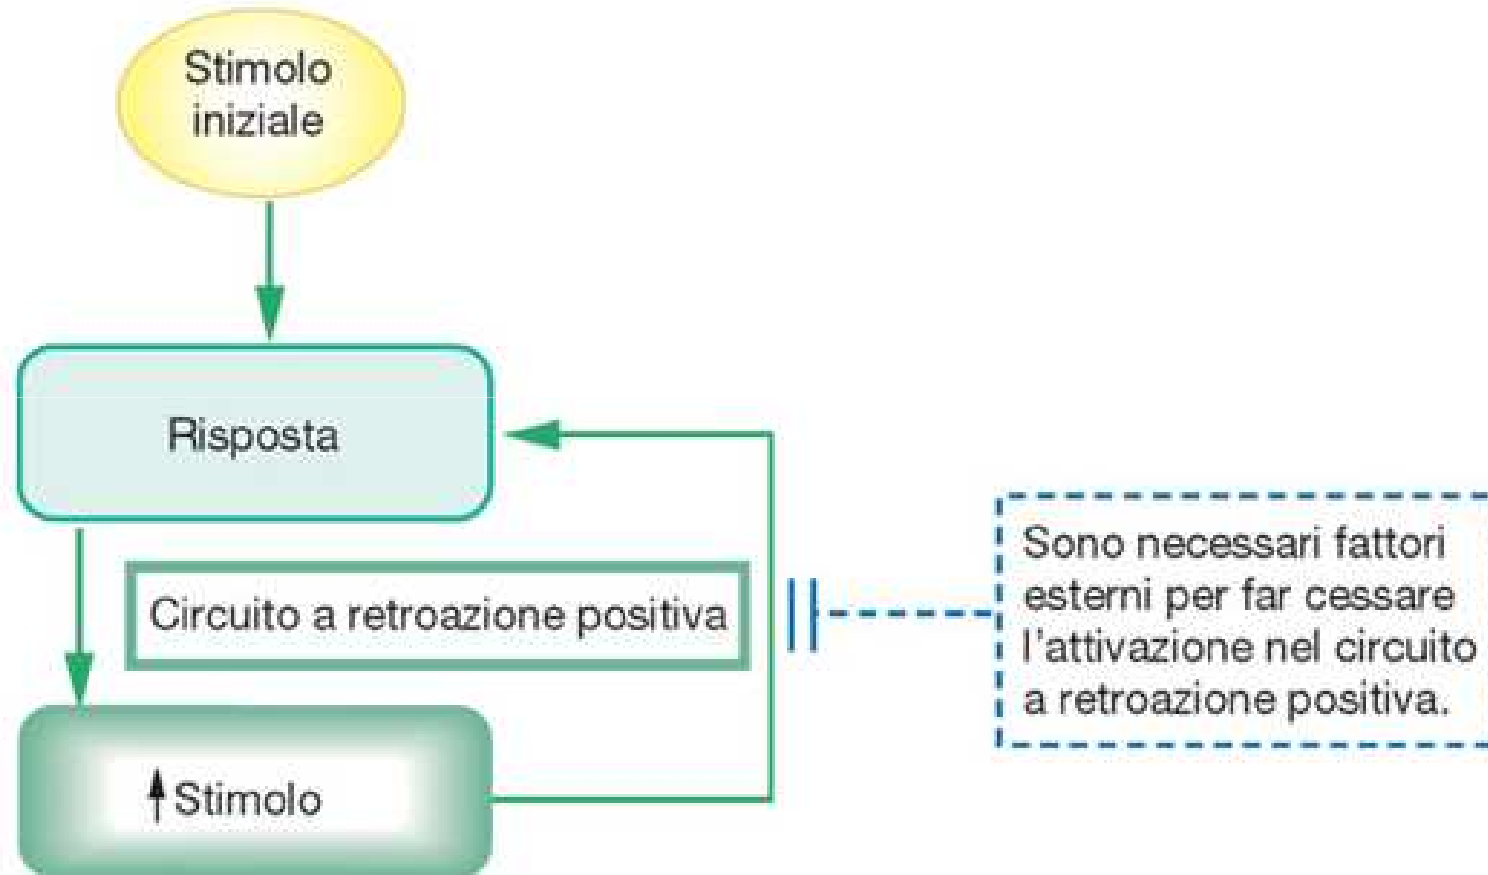 Stimolo
iniziale
Risposta
Circuito a retroazione positiva
Sono necessari fattori
esterni per far cessare
l'attivazione nel circuito
a retroazione positiva.
↑Stimolo